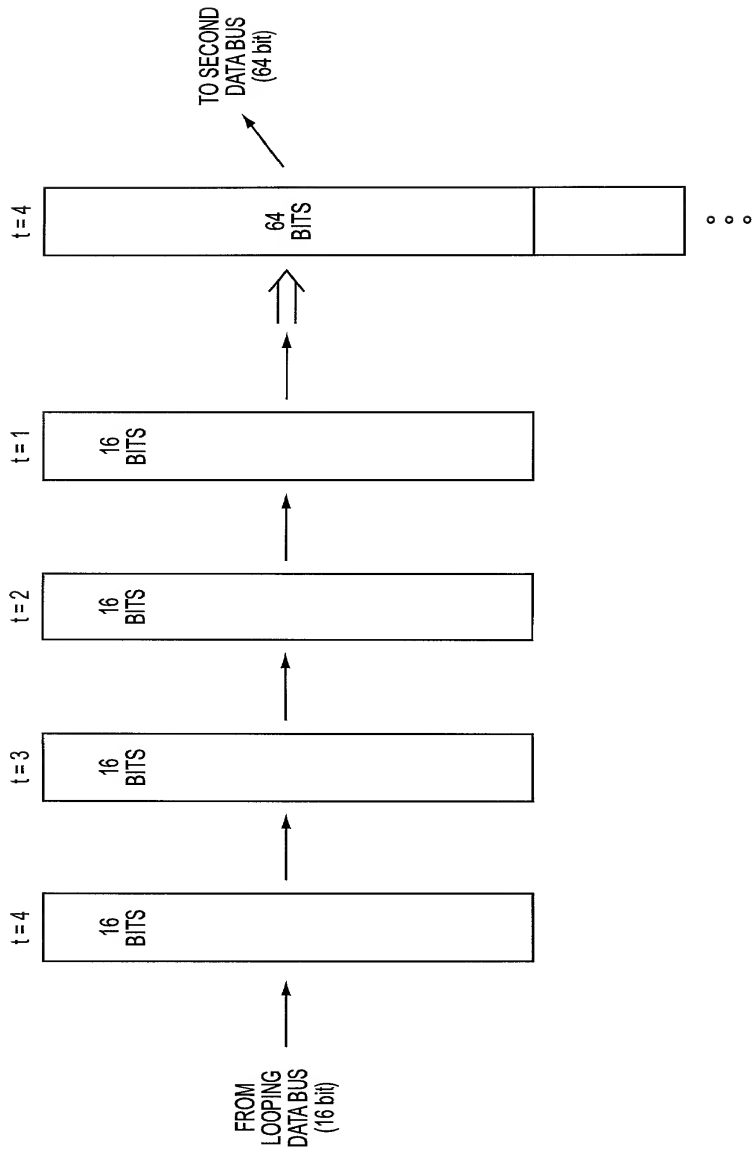 FROM
LOOPING
DATA BUS
(16 bit)
t = 4
16
BITS
t = 3
16
BITS
t = 2
16
BITS
t = 1
16
BITS
t = 4
64
BITS
TO SECOND
DATA BUS
(64 bit)